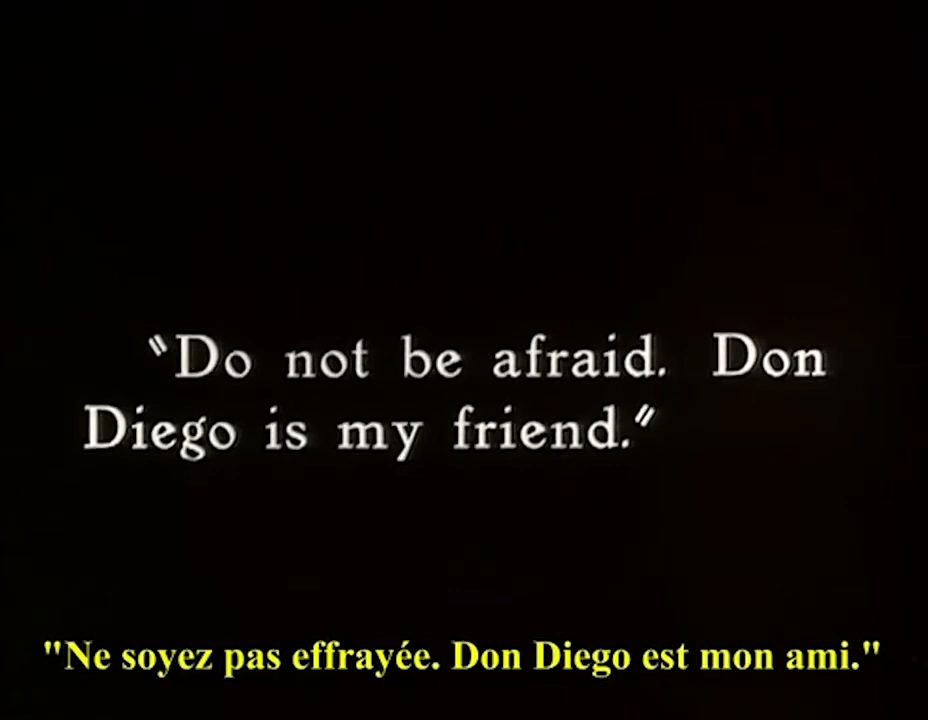 "Do not be afraid. Don
Diego is my friend."
"Ne soyez pas effrayée. Don Diego est mon ami."